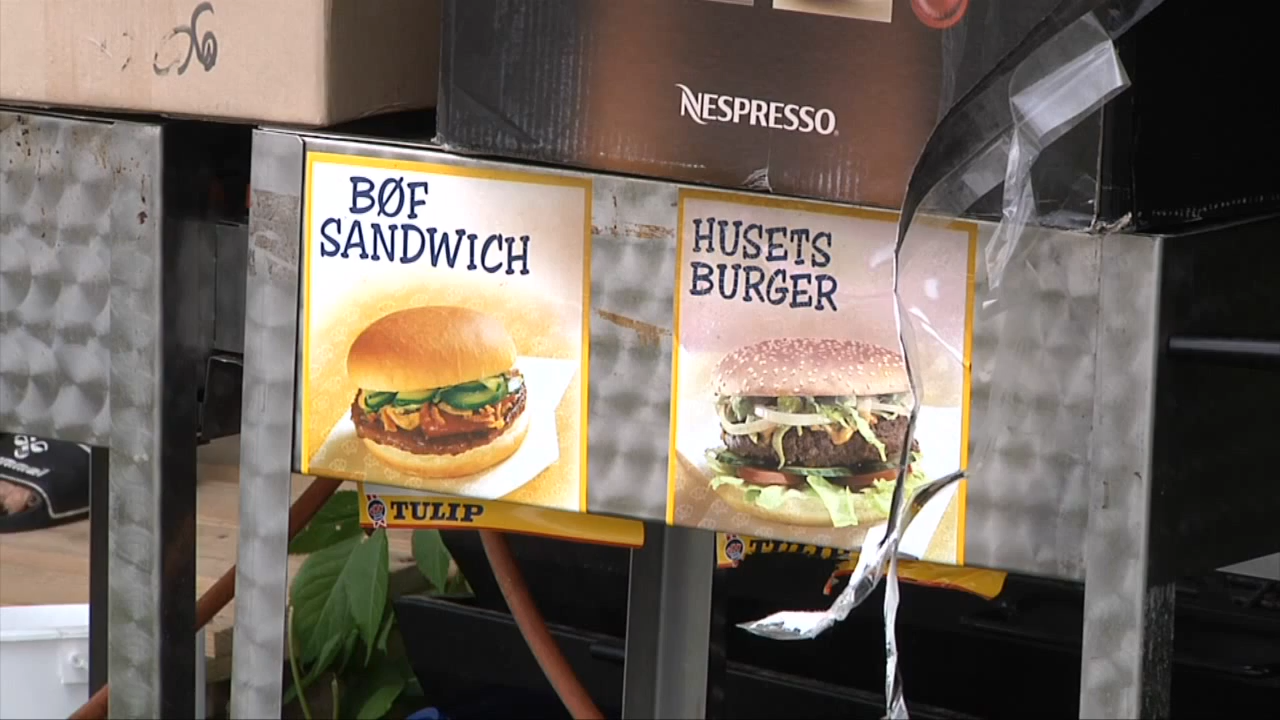 NESPRESSO
BØF
SANDWICH
HUSETS
BURGER
TULIP